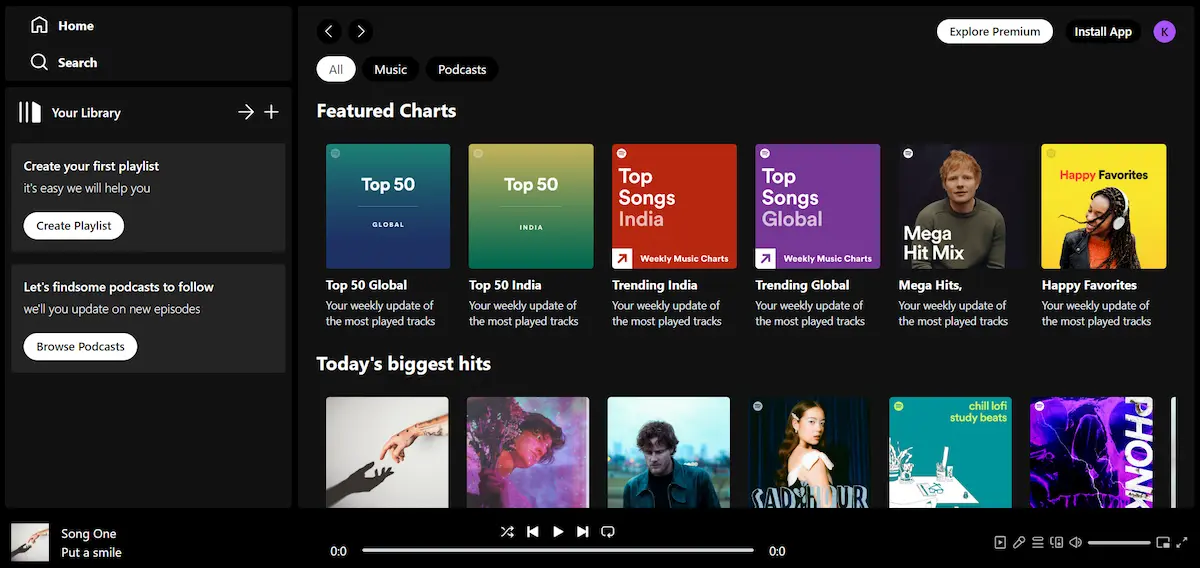 Home
Search
Your Library
Create your first playlist
it's easy we will help you
Create Playlist
Let's findsome podcasts to follow
we'll you update on new episodes
Browse Podcasts
Explore Premium
Install App
K
All
Music
Podcasts
Featured Charts
Top 50
GLOBAL
Top 50 Global
Your weekly update of
the most played tracks
Top 50
INDIA
Top 50 India
Your weekly update of
the most played tracks
Top
Songs
India
Weekly Music Charts
Trending India
Your weekly update of
the most played tracks
Top
Songs
Global
Weekly Music Charts
Trending Global
Your weekly update of
the most played tracks
Mega
Hit Mix
Mega Hits,
Your weekly update of
the most played tracks
Happy Favorites
Happy Favorites
Your weekly update of
the most played tracks
Today's biggest hits
SAD HOUR
chill lofi
study beats
PHONK
Song One
Put a smile
0:0
0:0